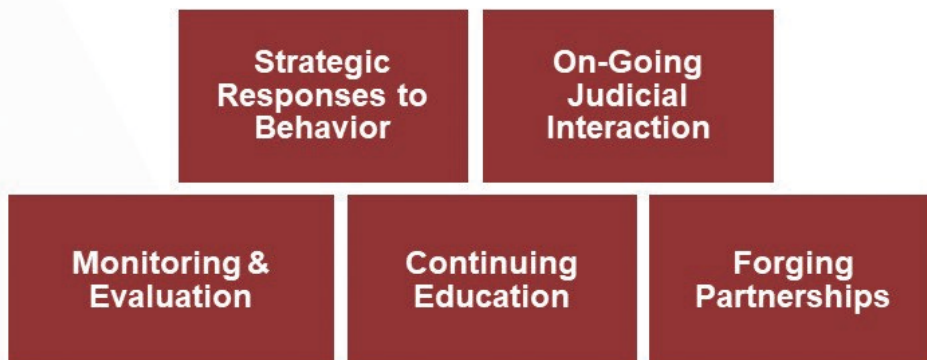 Strategic
Responses to
Behavior
On-Going
Judicial
Interaction
Monitoring &
Evaluation
Continuing
Education
Forging
Partnerships